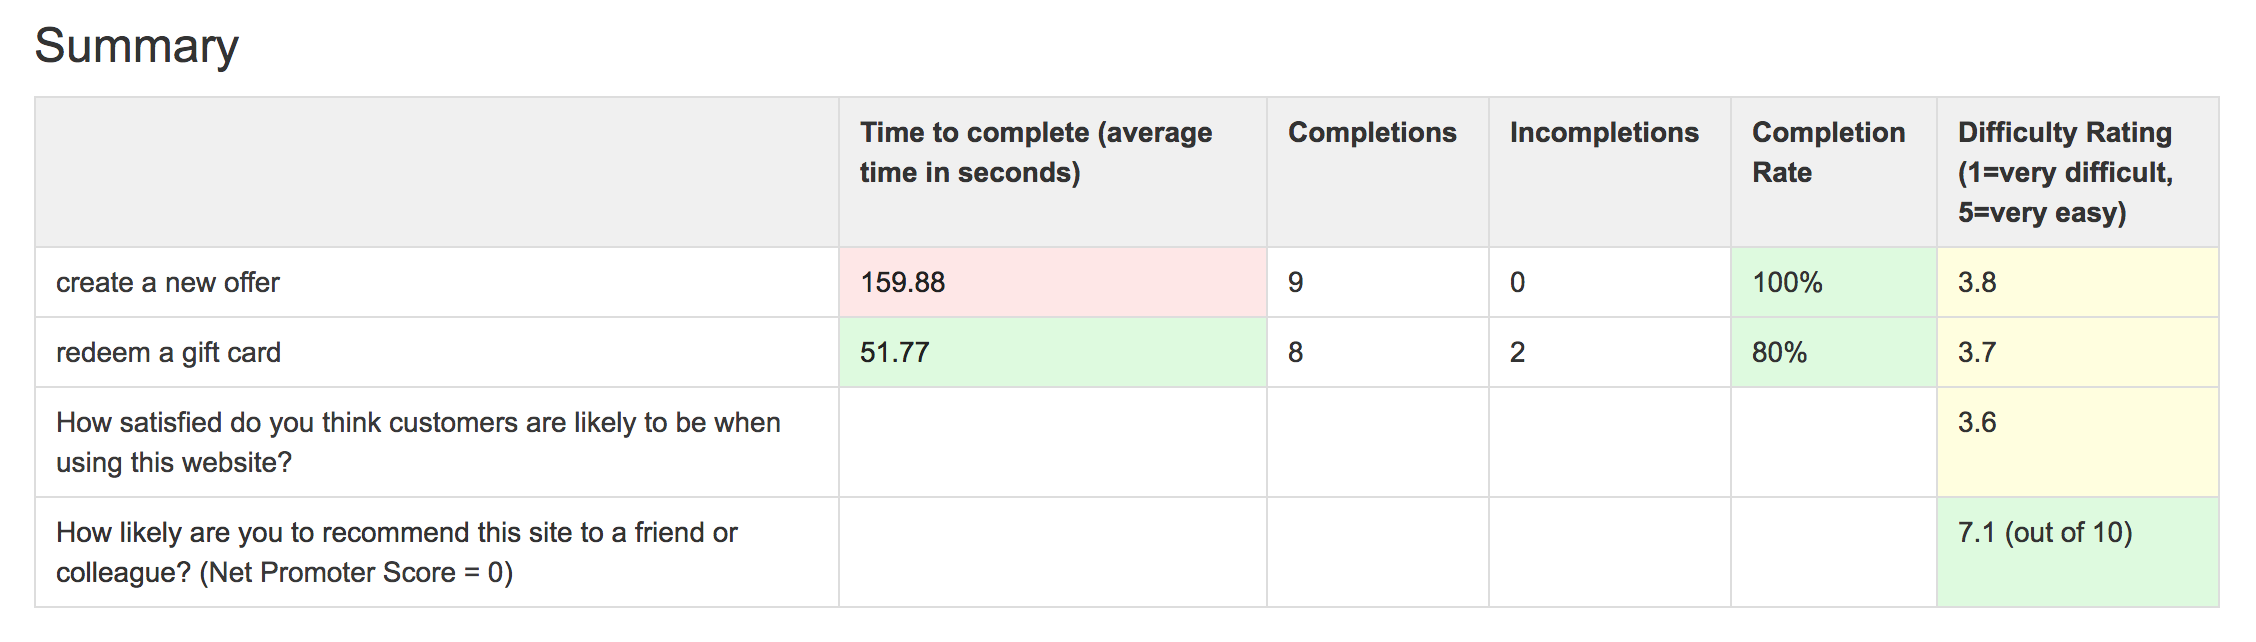 Summary
Time to complete (average
time in seconds)
Completions
Incompletions
Completion
Rate
Difficulty Rating
(1=very difficult,
5=very easy)
create a new offer
159.88
9
0
100%
3.8
redeem a gift card
51.77
8
2
80%
3.7
How satisfied do you think customers are likely to be when
using this website?
3.6
How likely are you to recommend this site to a friend or
colleague? (Net Promoter Score = 0)
7.1 (out of 10)